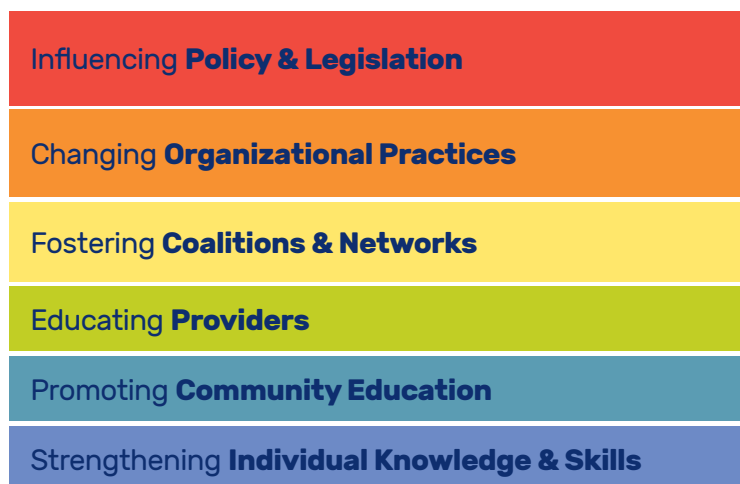 Influencing Policy & Legislation
Changing Organizational Practices
Fostering Coalitions & Networks
Educating Providers
Promoting Community Education
Strengthening Individual Knowledge & Skills